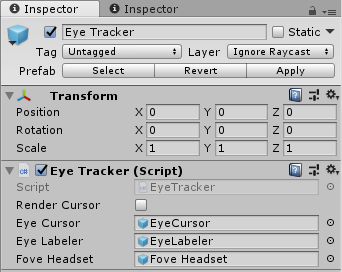 Inspector Inspector
Eye Tracker Static
Tag Untagged Layer Ignore Raycast
Prefab Select Revert Apply
Transform
Position X 0 Y 0 Z 0
Rotation X 0 Y 0 Z 0
Scale X 1 Y 1 Z 1
Eye Tracker (Script)
Script EyeTracker
Render Cursor
Eye Cursor EyeCursor
Eye Labeler EyeLabeler
Fove Headset Fove Headset